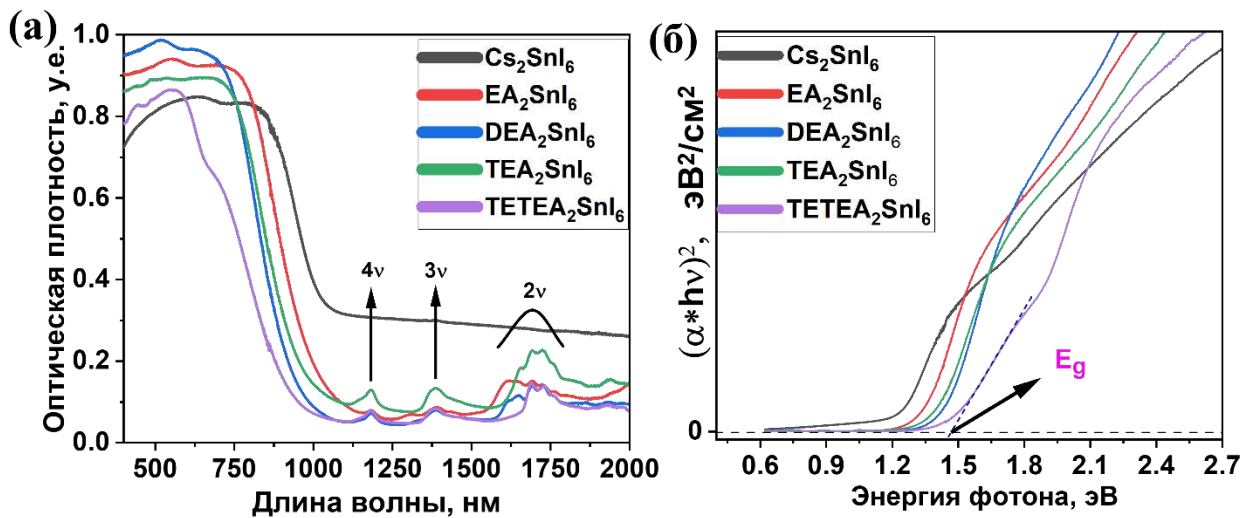 (а)
Оптическая плотность, у.е.
1.0
0.8
0.6
0.4
0.2
0.0
500
750
1000
1250
1500
1750
2000
Длина волны, нм
Cs₂SnI₆
EA₂SnI₆
DEA₂SnI₆
TEA₂SnI₆
TETEA₂SnI₆
4ν
3ν
2ν
(б)
(α*hν)², эВ²/см²
0
0.6
0.9
1.2
1.5
1.8
2.1
2.4
2.7
Энергия фотона, эВ
Cs₂SnI₆
EA₂SnI₆
DEA₂SnI₆
TEA₂SnI₆
TETEA₂SnI₆
E_g